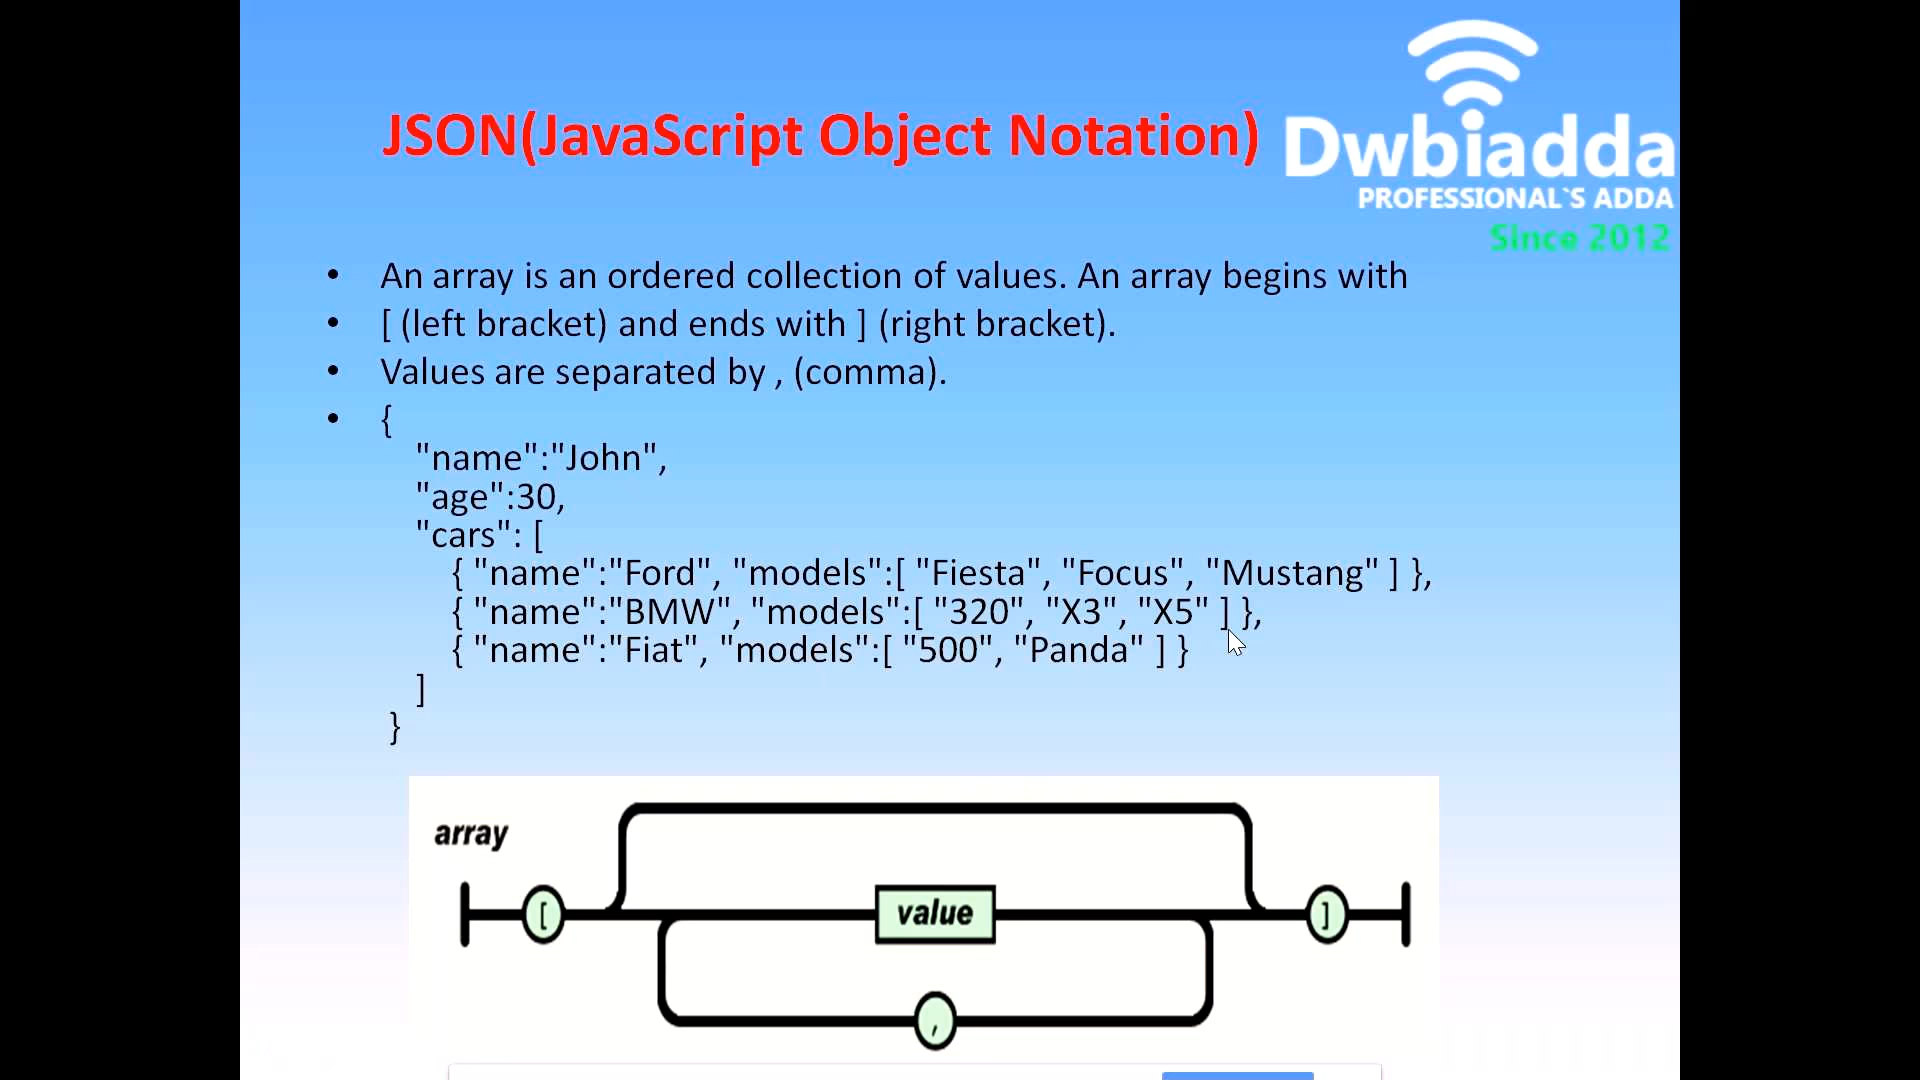 JSON(JavaScript Object Notation)
Dwbiadda
PROFESSIONAL`S ADDA
Since 2012
• An array is an ordered collection of values. An array begins with
• [ (left bracket) and ends with ] (right bracket).
• Values are separated by , (comma).
• {
"name":"John",
"age":30,
"cars": [
{ "name":"Ford", "models":[ "Fiesta", "Focus", "Mustang" ] },
{ "name":"BMW", "models":[ "320", "X3", "X5" ] },
{ "name":"Fiat", "models":[ "500", "Panda" ] }
]
}
array
[ value ]
,